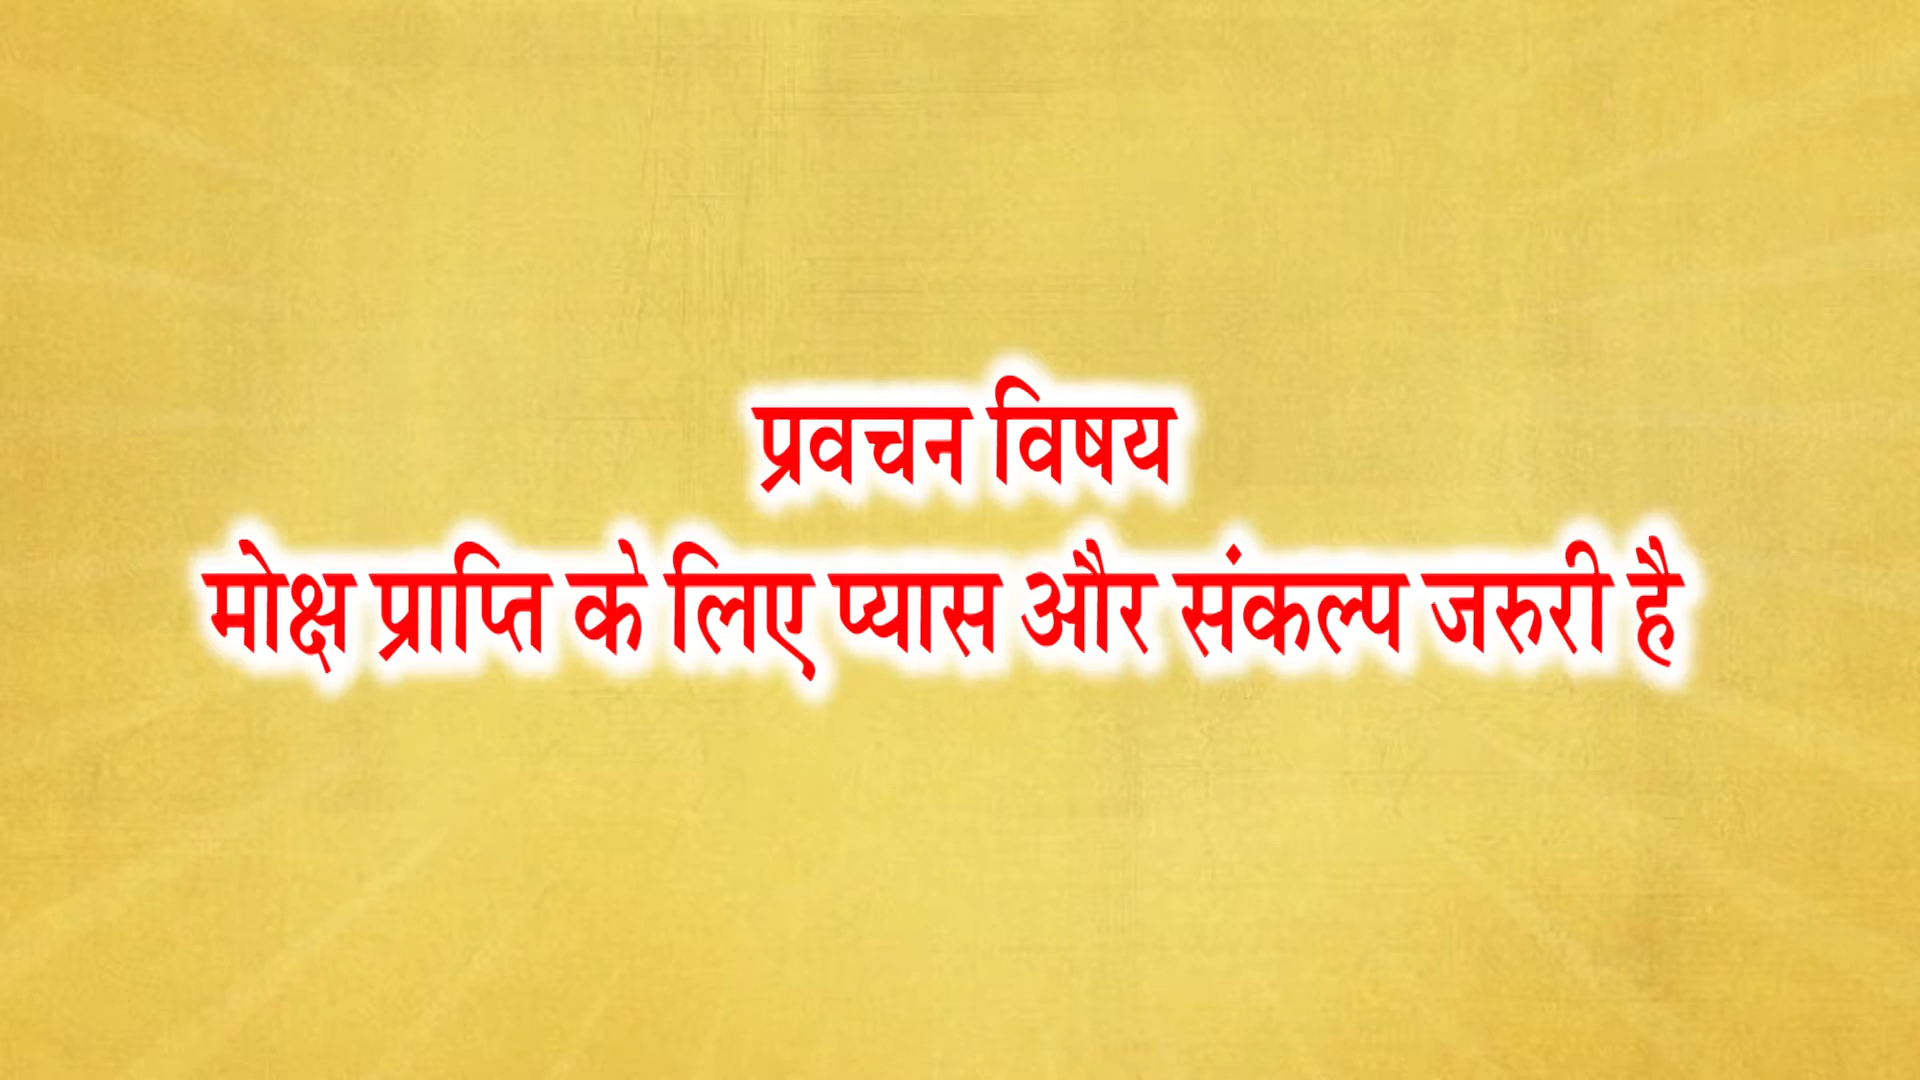 प्रवचन विषय
मोक्ष प्राप्ति के लिए प्यास और संकल्प जरुरी है